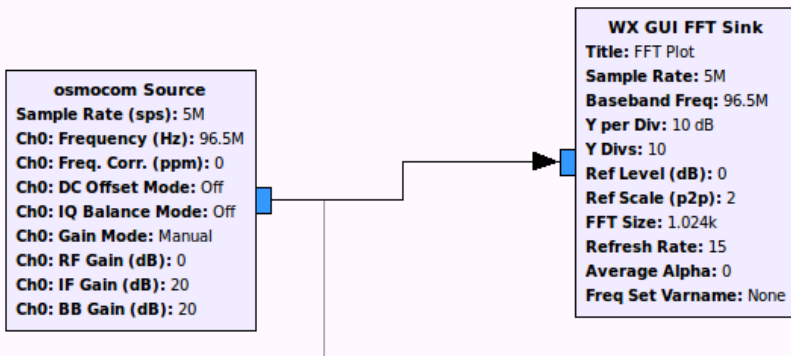 osmocom Source
Sample Rate (sps): 5M
Ch0: Frequency (Hz): 96.5M
Ch0: Freq. Corr. (ppm): 0
Ch0: DC Offset Mode: Off
Ch0: IQ Balance Mode: Off
Ch0: Gain Mode: Manual
Ch0: RF Gain (dB): 0
Ch0: IF Gain (dB): 20
Ch0: BB Gain (dB): 20
WX GUI FFT Sink
Title: FFT Plot
Sample Rate: 5M
Baseband Freq: 96.5M
Y per Div: 10 dB
Y Divs: 10
Ref Level (dB): 0
Ref Scale (p2p): 2
FFT Size: 1.024k
Refresh Rate: 15
Average Alpha: 0
Freq Set Varname: None